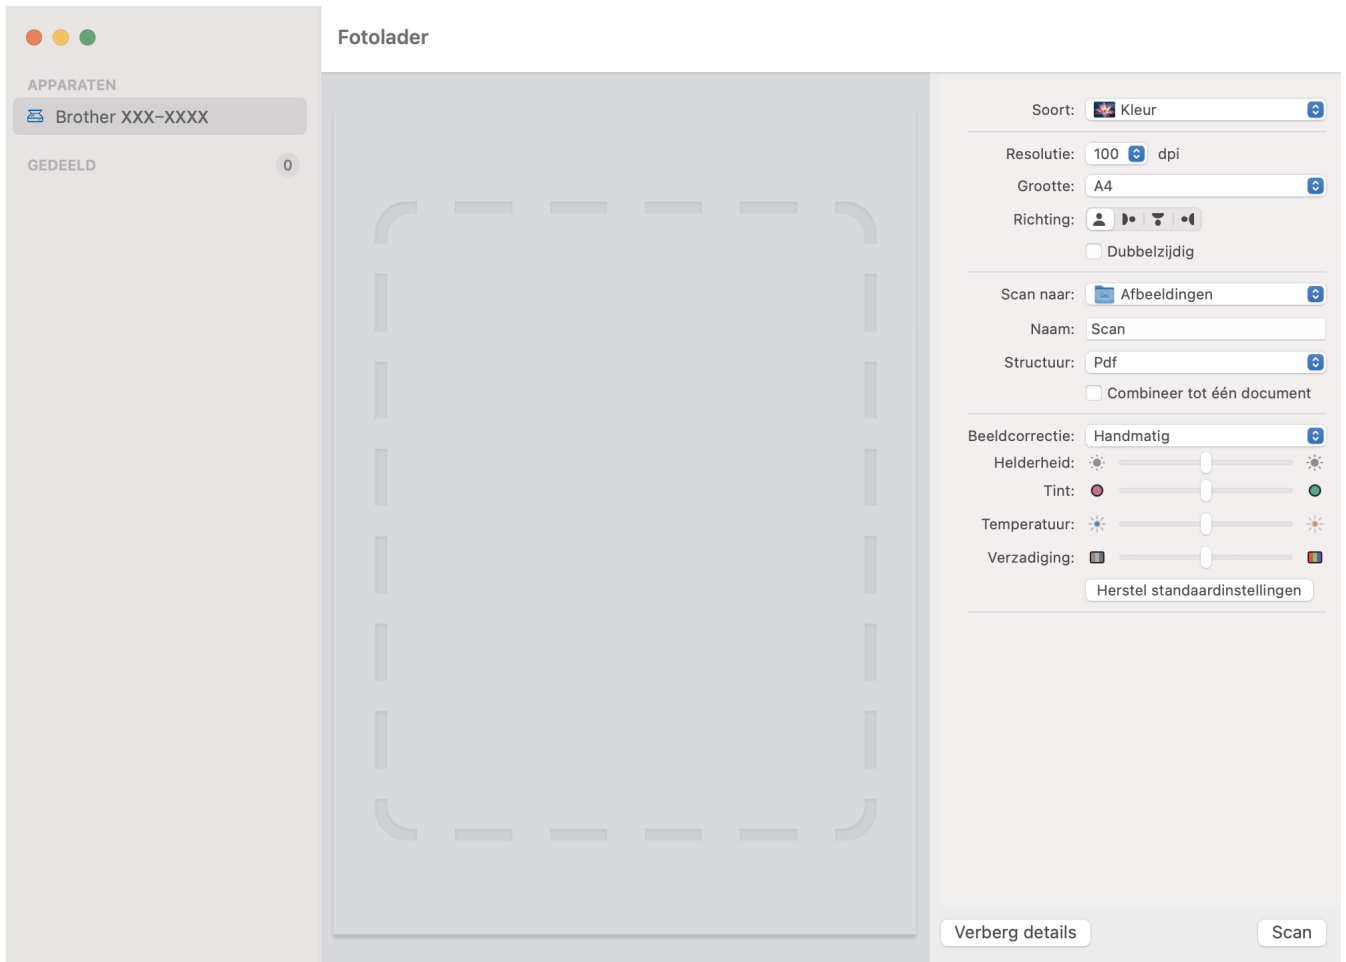 Fotolader
APPARATEN
Brother XXX-XXXX
GEDEELD 0
Soort: Kleur
Resolutie: 100 dpi
Grootte: A4
Richting:
Dubbelzijdig
Scan naar: Afbeeldingen
Naam: Scan
Structuur: Pdf
Combineer tot één document
Beeldcorrectie: Handmatig
Helderheid:
Tint:
Temperatuur:
Verzadiging:
Herstel standaardinstellingen
Verberg details Scan